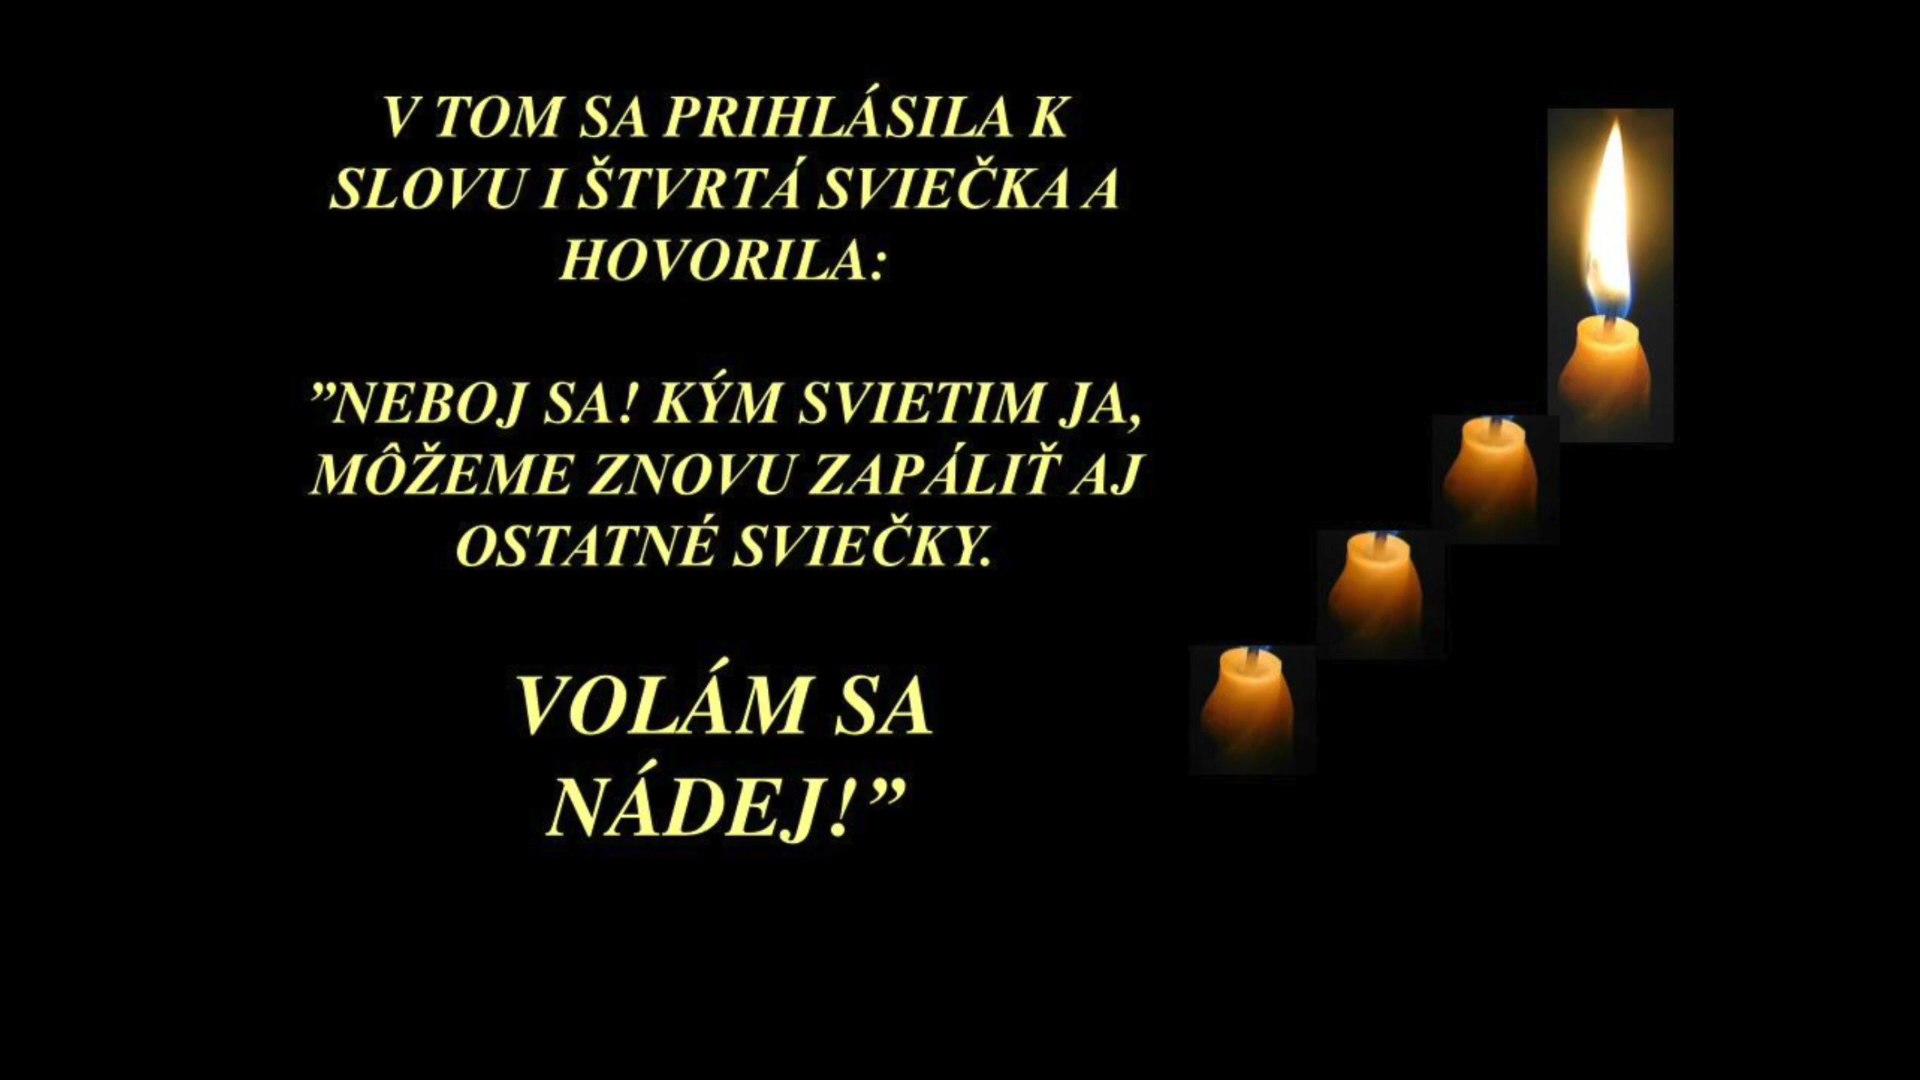 V TOM SA PRIHLÁSILA K
SLOVU I ŠTVRTÁ SVIEČKA A
HOVORILA:
”NEBOJ SA! KÝM SVIETIM JA,
MÔŽEME ZNOVU ZAPÁLIŤ AJ
OSTATNÉ SVIEČKY.
VOLÁM SA
NÁDEJ!”